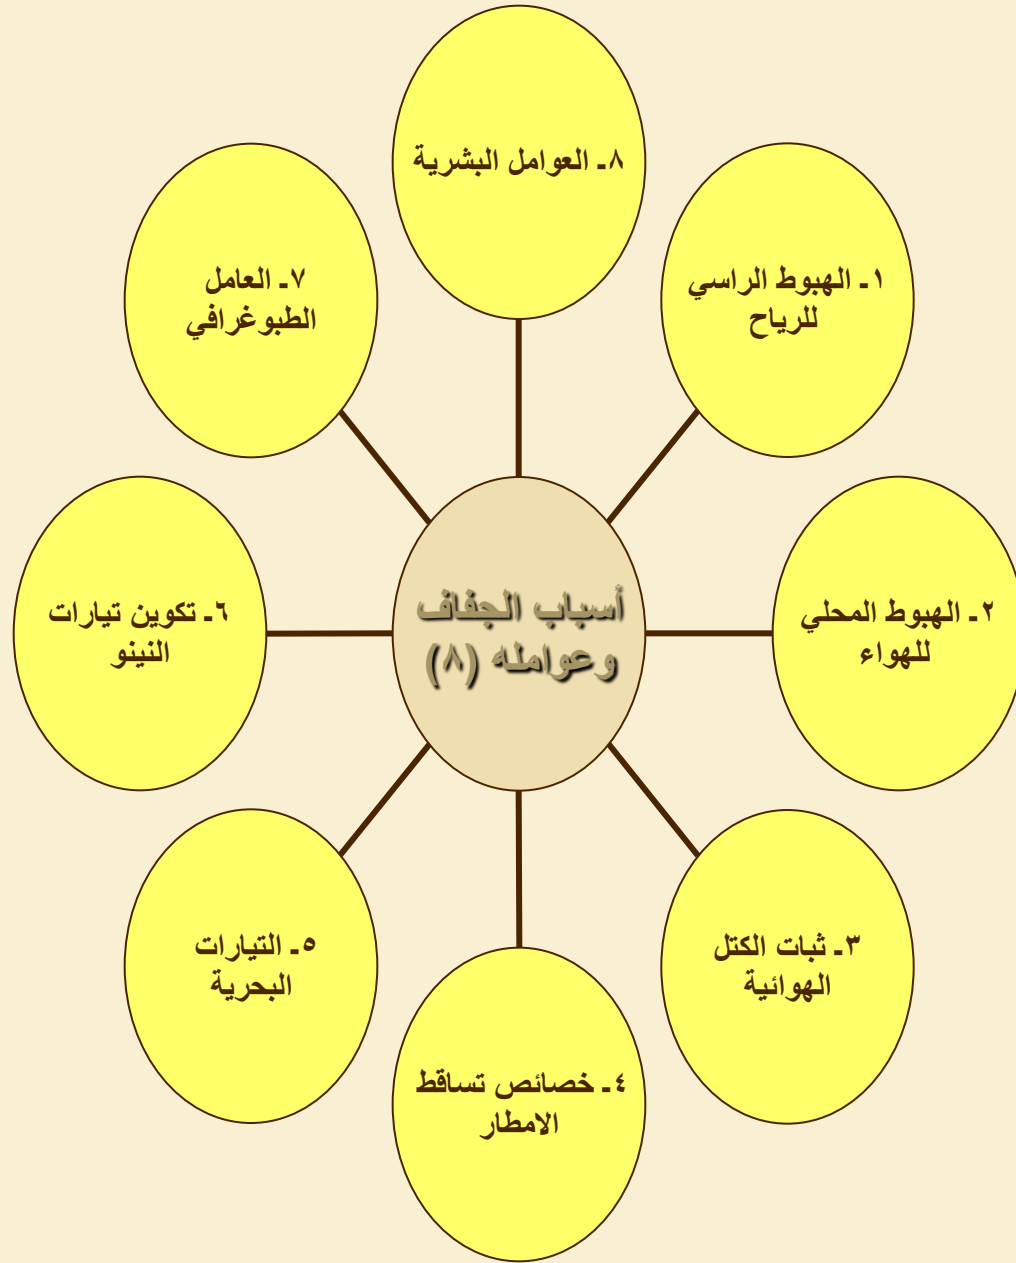 أسباب الجفاف
وعوامله (٨)
١- الهبوط الراسي
للرياح
٢- الهبوط المحلي
للهواء
٣- ثبات الكتل
الهوائية
٤- خصائص تساقط
الامطار
٥- التيارات
البحرية
٦- تكوين تيارات
النينو
٧- العامل
الطبوغرافي
٨- العوامل البشرية